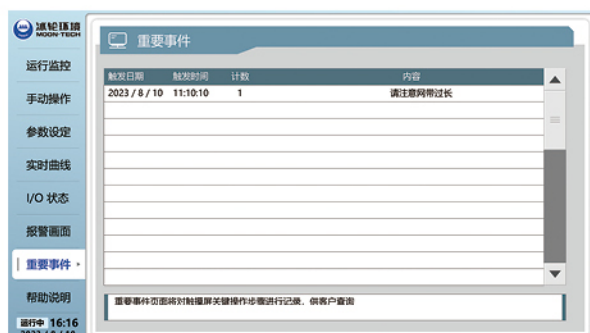 冰轮环境
MOON-TECH
重要事件
运行监控
手动操作
参数设定
实时曲线
I/O 状态
报警画面
重要事件
帮助说明
运行中 16:16
触发日期 触发时间 计数 内容
2023 / 8 / 10 11:10:10 1 请注意网带过长
重要事件页面将对触摸屏关键操作步骤进行记录，供客户查询